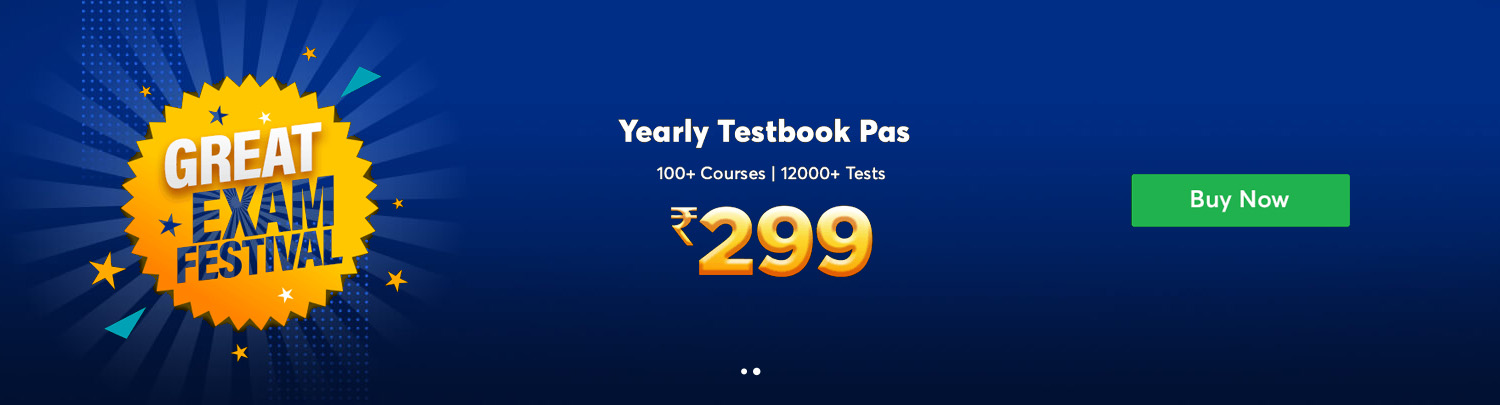 GREAT
EXAM
FESTIVAL
Yearly Testbook Pas
100+ Courses | 12000+ Tests
₹299
Buy Now